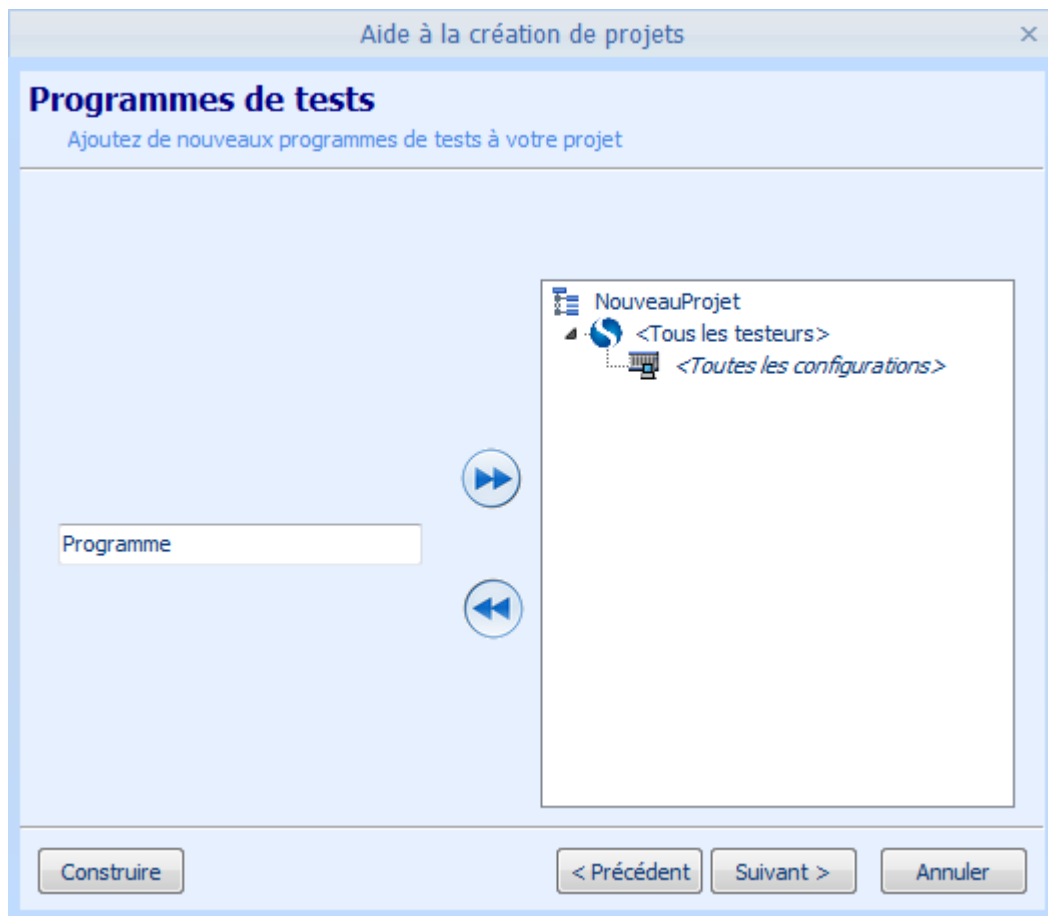 Aide à la création de projets
Programmes de tests
Ajoutez de nouveaux programmes de tests à votre projet
NouveauProjet
<Tous les testeurs>
<Toutes les configurations>
Programme
Construire
< Précédent
Suivant >
Annuler